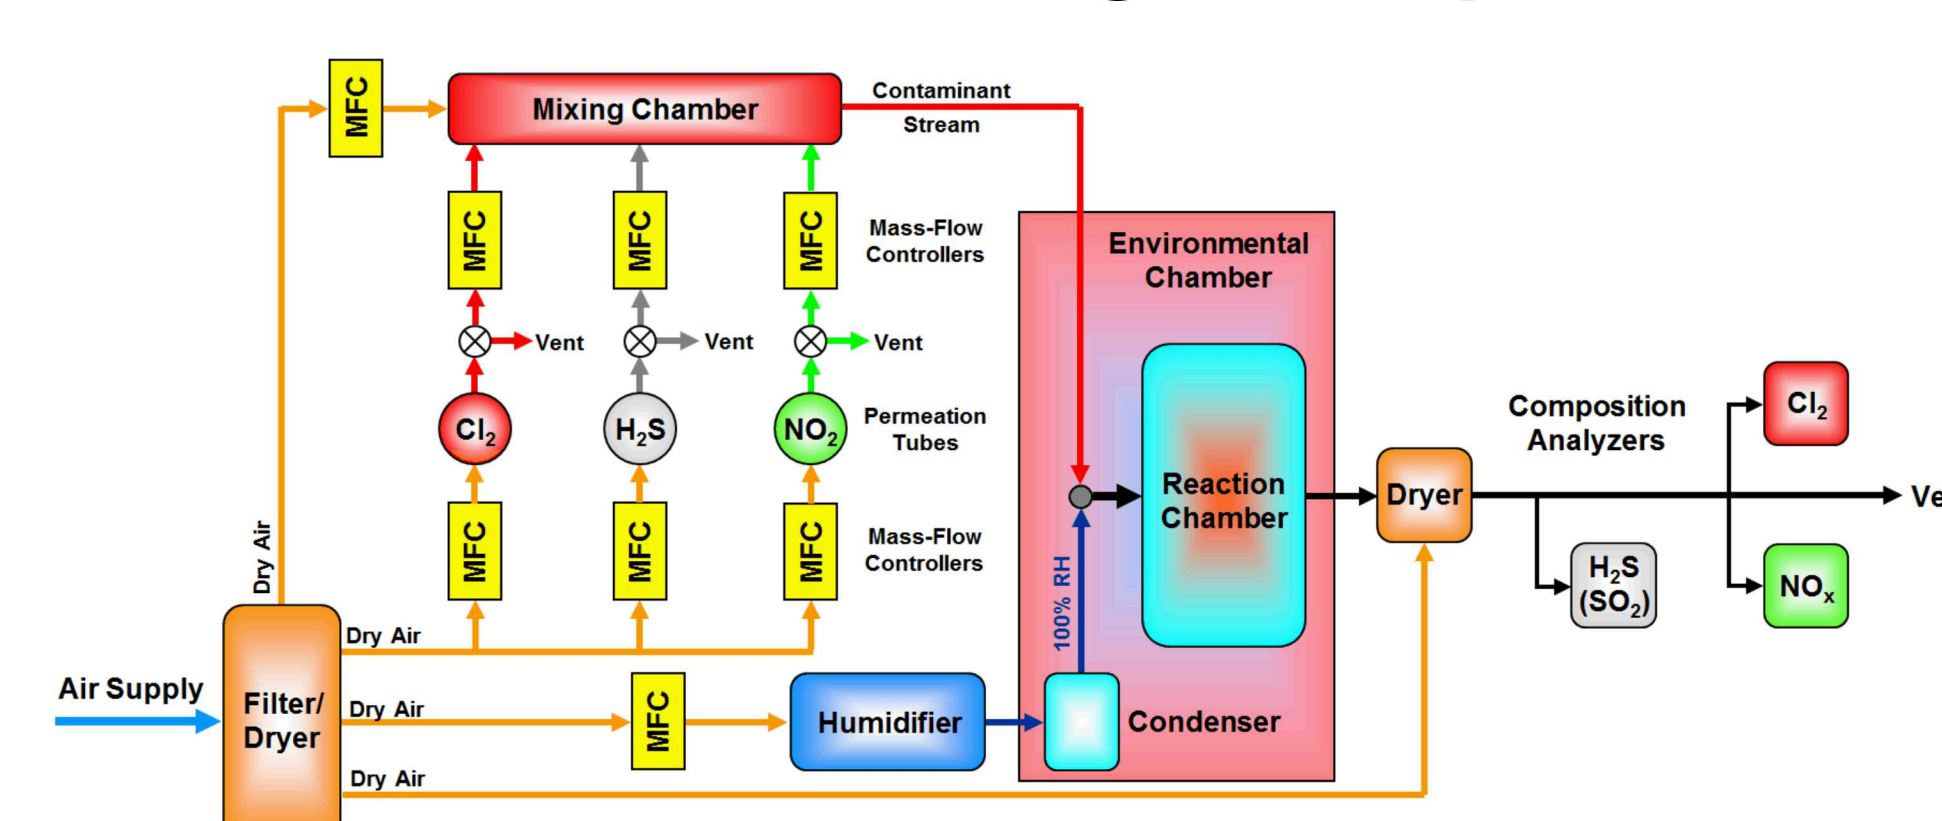 MFC
Mixing Chamber
Contaminant
Stream
MFC
MFC
MFC
Mass-Flow
Controllers
Environmental
Chamber
Vent
Vent
Vent
Cl₂
H₂S
NO₂
Permeation
Tubes
Composition
Analyzers
Cl₂
Reaction
Chamber
Dryer
Dry Air
MFC
MFC
MFC
Mass-Flow
Controllers
100% RH
H₂S
(SO₂)
NOₓ
Dry Air
Air Supply
Filter/
Dryer
Dry Air
MFC
Humidifier
Condenser
Dry Air